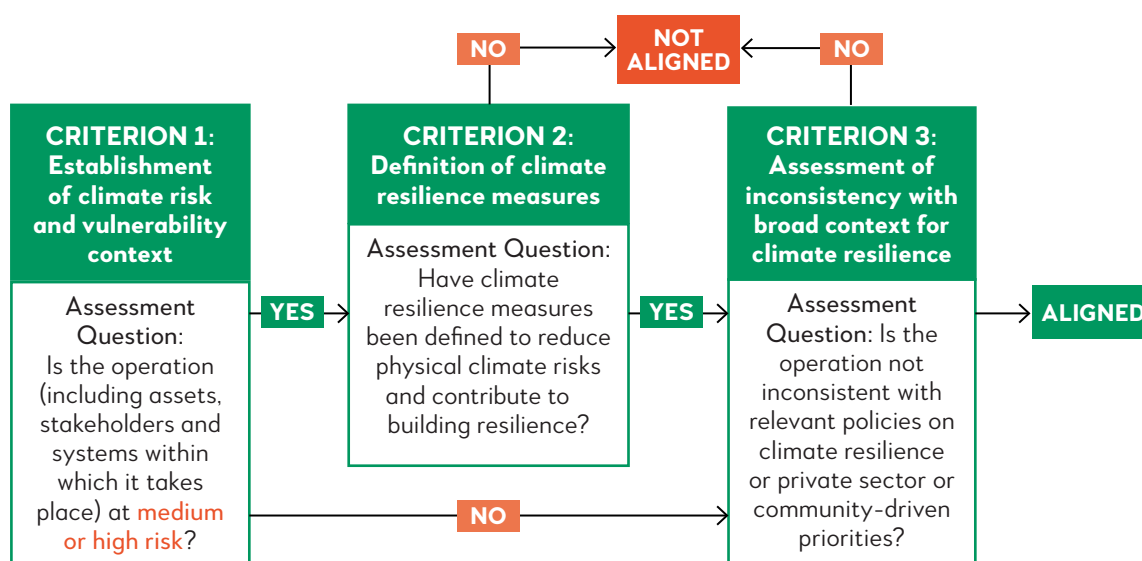 NO
NOT
ALIGNED
NO
CRITERION 1:
Establishment
of climate risk
and vulnerability
context
Assessment
Question:
Is the operation
(including assets,
stakeholders and
systems within
which it takes
place) at medium
or high risk?
YES
CRITERION 2:
Definition of climate
resilience measures
Assessment Question:
Have climate
resilience measures
been defined to reduce
physical climate risks
and contribute to
building resilience?
YES
NO
CRITERION 3:
Assessment of
inconsistency with
broad context for
climate resilience
Assessment
Question: Is the
operation not
inconsistent with
relevant policies on
climate resilience
or private sector or
community-driven
priorities?
ALIGNED